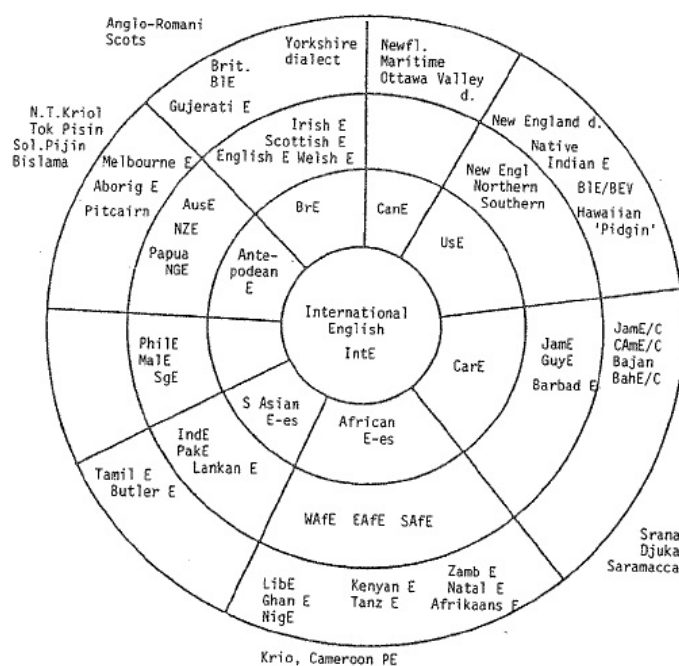 Anglo-Romani
Scots
Yorkshire
dialect
Brit.
BlE
Gujerati E
Newfl.
Maritime
Ottawa Valley
d.
N.T.Kriol
Tok Pisin
Sol.Pijin
Bislama
Irish E
Scottish E
English E Welsh E
New England d.
Native
Indian E
BlE/BEV
Hawaiian
'Pidgin'
Melbourne E
Aborig E
Pitcairn
New Engl
Northern
Southern
AusE
NZE
Papua
NGE
BrE
CanE
UsE
Ante-
podean
E
International
English
IntE
PhilE
MalE
SgE
CarE
JamE
GuyE
Barbad E
JamE/C
CAmE/C
Bajan
BahE/C
S Asian
E-es
African
E-es
IndE
PakE
Lankan E
Tamil E
Butler E
WAfE EAfE SAfE
Srana
Djuka
Saramacca
LibE
Ghan E
NigE
Kenyan E
Tanz E
Zamb E
Natal E
Afrikaans E
Krio, Cameroon PE